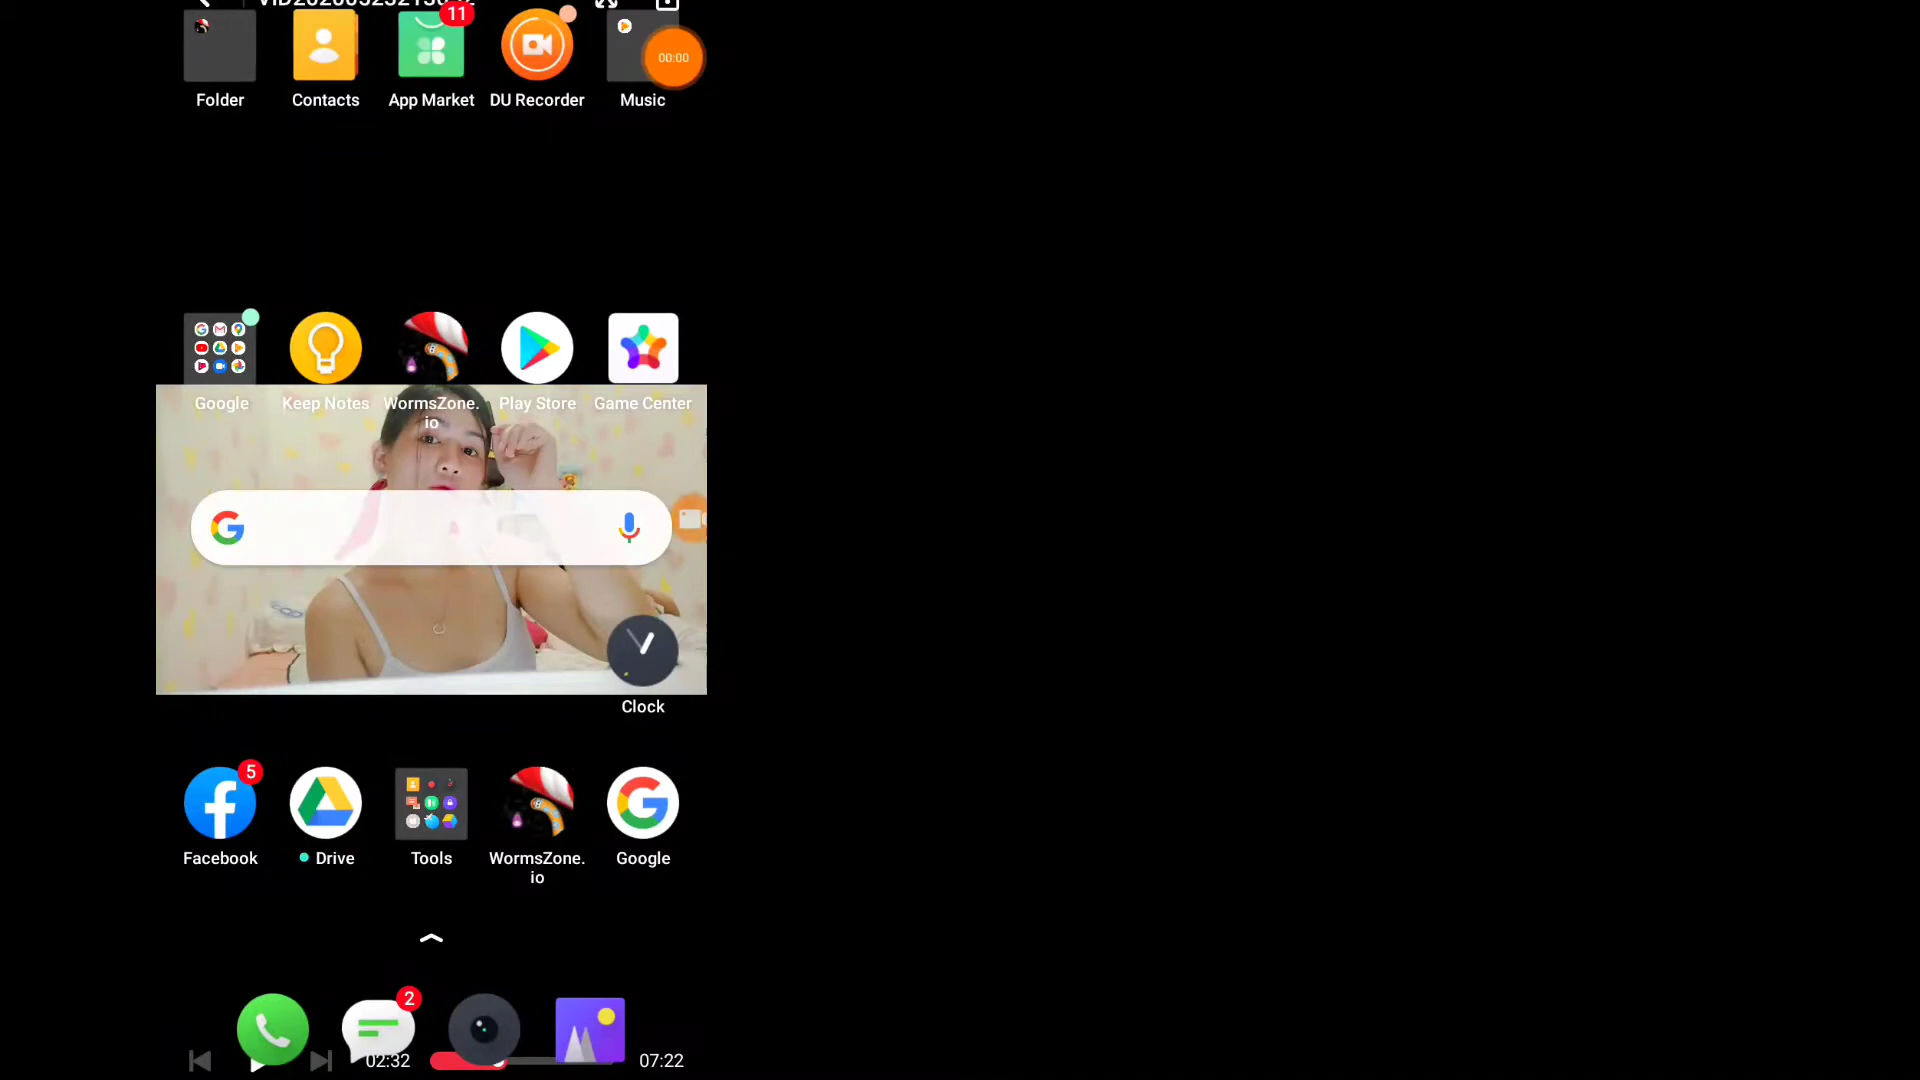 11
00:00
Folder
Contacts
App Market
DU Recorder
Music
Google
Keep Notes
WormsZone.
io
Play Store
Game Center
Clock
5
Facebook
Drive
Tools
WormsZone.
io
Google
2
02:32
07:22